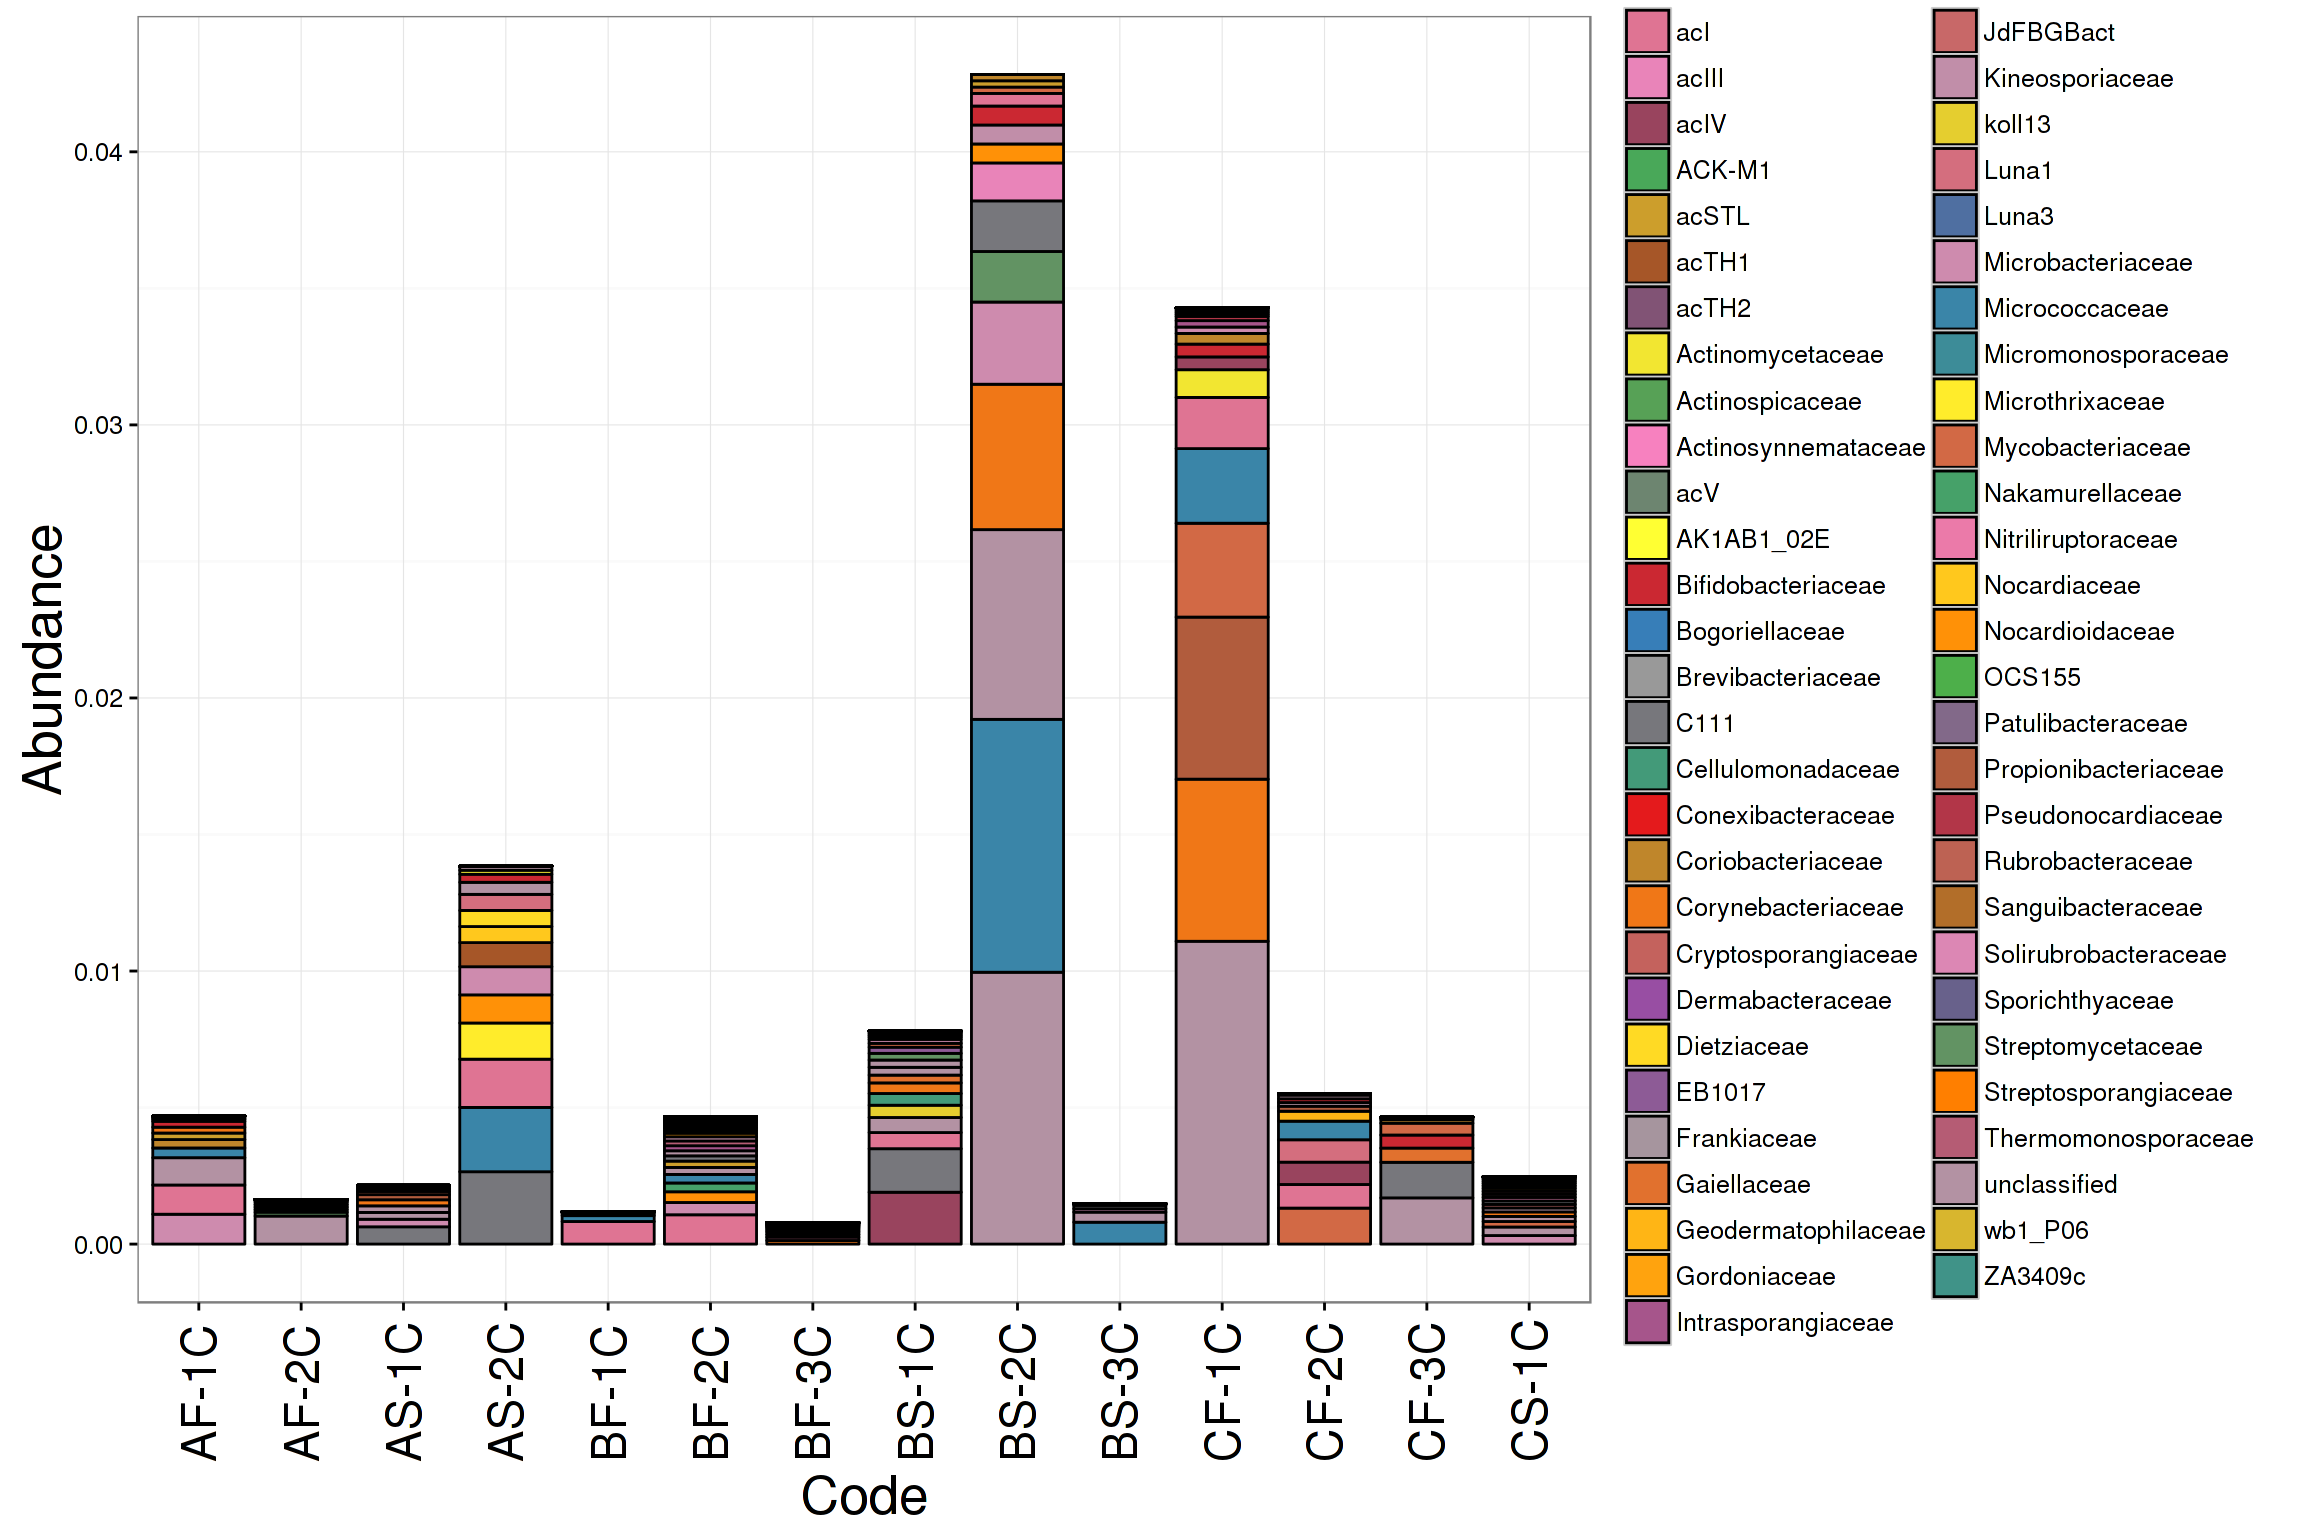 Abundance
0.04
0.03
0.02
0.01
0.00
AF-1C
AF-2C
AS-1C
AS-2C
BF-1C
BF-2C
BF-3C
BS-1C
BS-2C
BS-3C
CF-1C
CF-2C
CF-3C
CS-1C
Code
acI
acIII
acIV
ACK-M1
acSTL
acTH1
acTH2
Actinomycetaceae
Actinospicaceae
Actinosynnemataceae
acV
AK1AB1_02E
Bifidobacteriaceae
Bogoriellaceae
Brevibacteriaceae
C111
Cellulomonadaceae
Conexibacteraceae
Coriobacteriaceae
Corynebacteriaceae
Cryptosporangiaceae
Dermabacteraceae
Dietziaceae
EB1017
Frankiaceae
Gaiellaceae
Geodermatophilaceae
Gordoniaceae
Intrasporangiaceae
JdFBGBact
Kineosporiaceae
koll13
Luna1
Luna3
Microbacteriaceae
Micrococcaceae
Micromonosporaceae
Microthrixaceae
Mycobacteriaceae
Nakamurellaceae
Nitriliruptoraceae
Nocardiaceae
Nocardioidaceae
OCS155
Patulibacteraceae
Propionibacteriaceae
Pseudonocardiaceae
Rubrobacteraceae
Sanguibacteraceae
Solirubrobacteraceae
Sporichthyaceae
Streptomycetaceae
Streptosporangiaceae
Thermomonosporaceae
unclassified
wb1_P06
ZA3409c